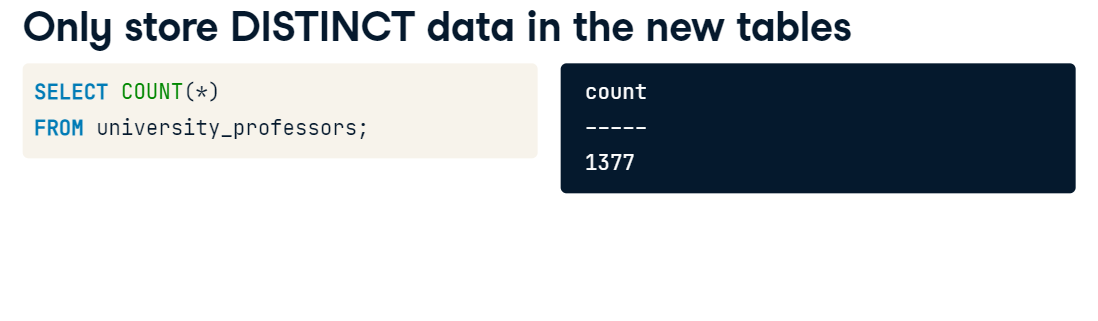 Only store DISTINCT data in the new tables
SELECT COUNT(*)
FROM university_professors;
count
-----
1377